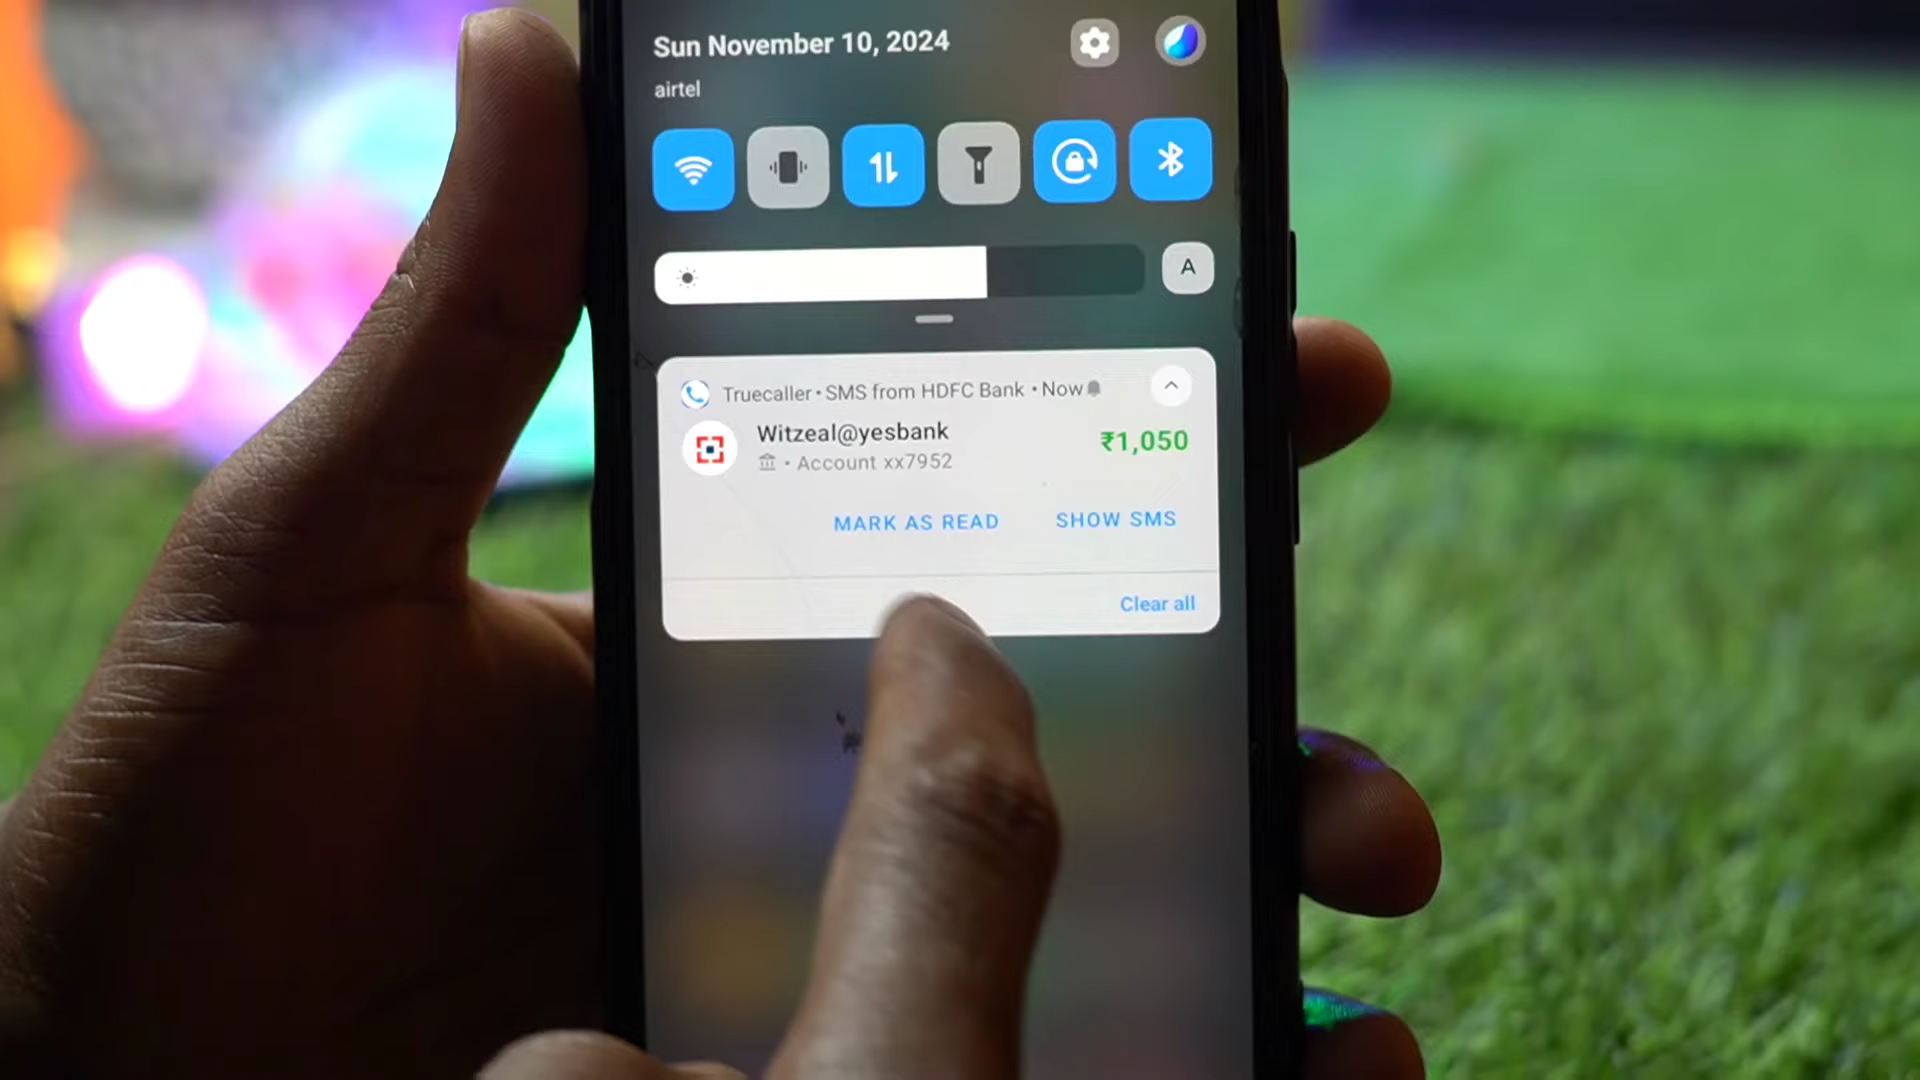 Sun November 10, 2024
airtel
A
Truecaller • SMS from HDFC Bank • Now
Witzeal@yesbank
₹1,050
• Account xx7952
MARK AS READ SHOW SMS
Clear all